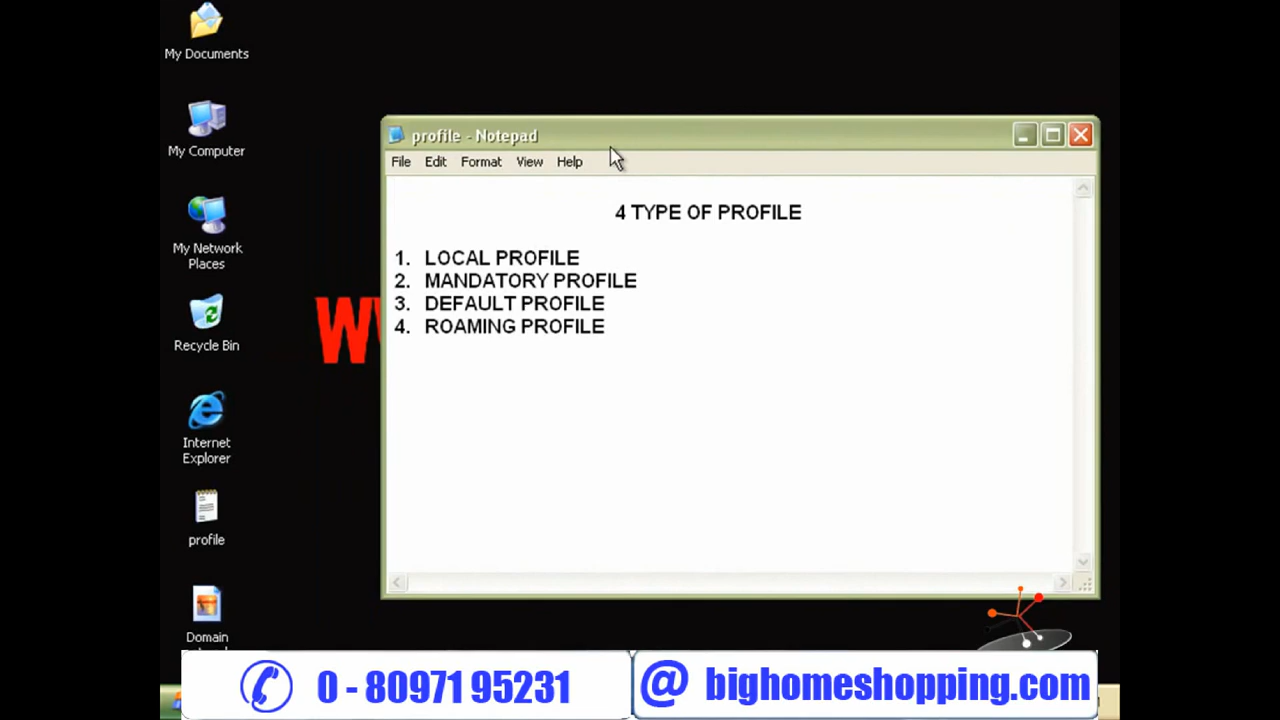 My Documents
My Computer
My Network
Places
Recycle Bin
Internet
Explorer
profile
Domain
profile - Notepad
File Edit Format View Help
4 TYPE OF PROFILE
1. LOCAL PROFILE
2. MANDATORY PROFILE
3. DEFAULT PROFILE
4. ROAMING PROFILE
0 - 80971 95231
@ bighomeshopping.com